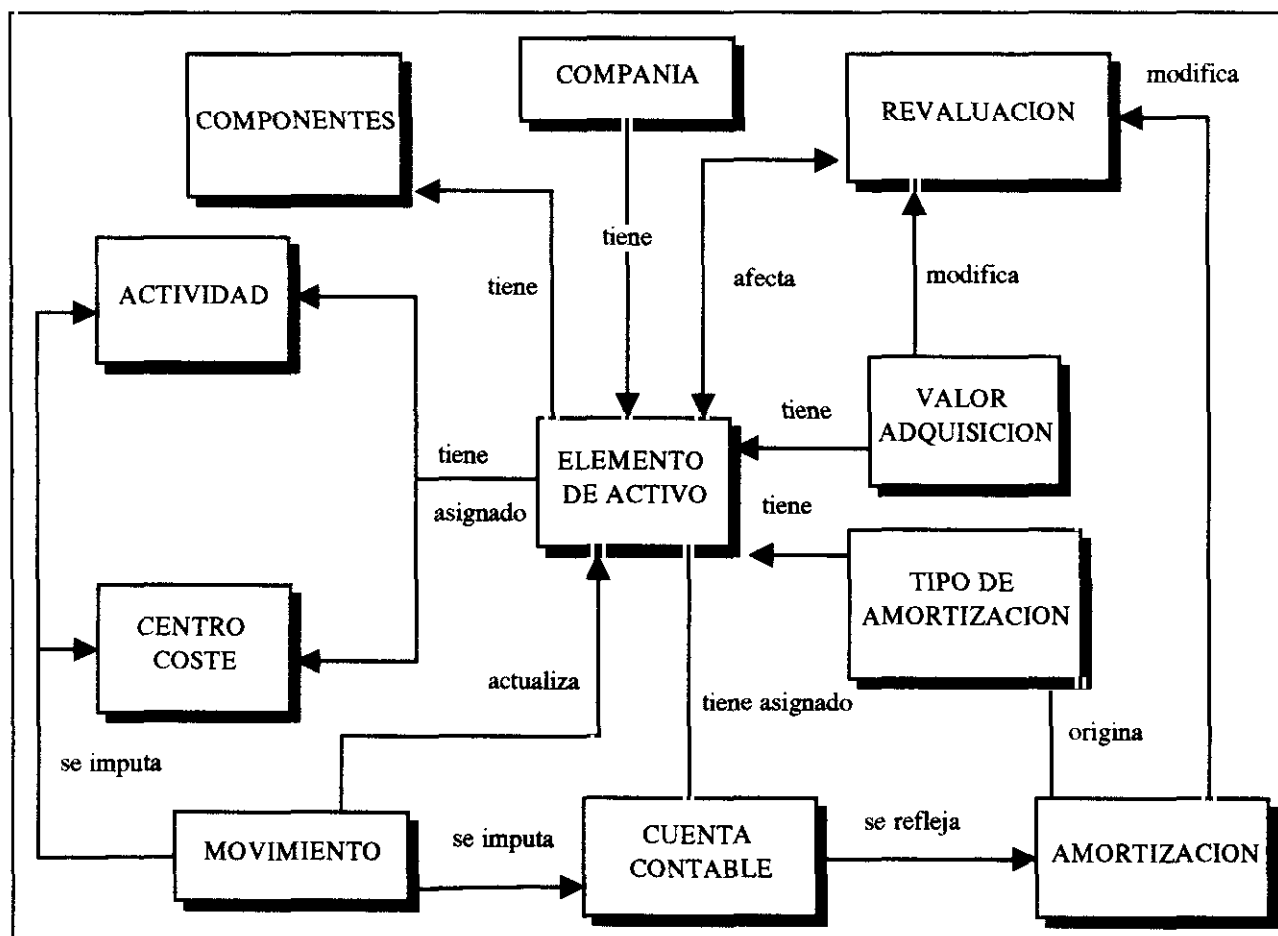 COMPANIA
modifica
REVALUACION
COMPONENTES
tiene
ACTIVIDAD
tiene
afecta
modifica
VALOR
ADQUISICION
tiene
ELEMENTO
DE ACTIVO
tiene
asignado
tiene
TIPO DE
AMORTIZACION
CENTRO
COSTE
actualiza
tiene asignado
origina
se imputa
MOVIMIENTO
se imputa
CUENTA
CONTABLE
se refleja
AMORTIZACION